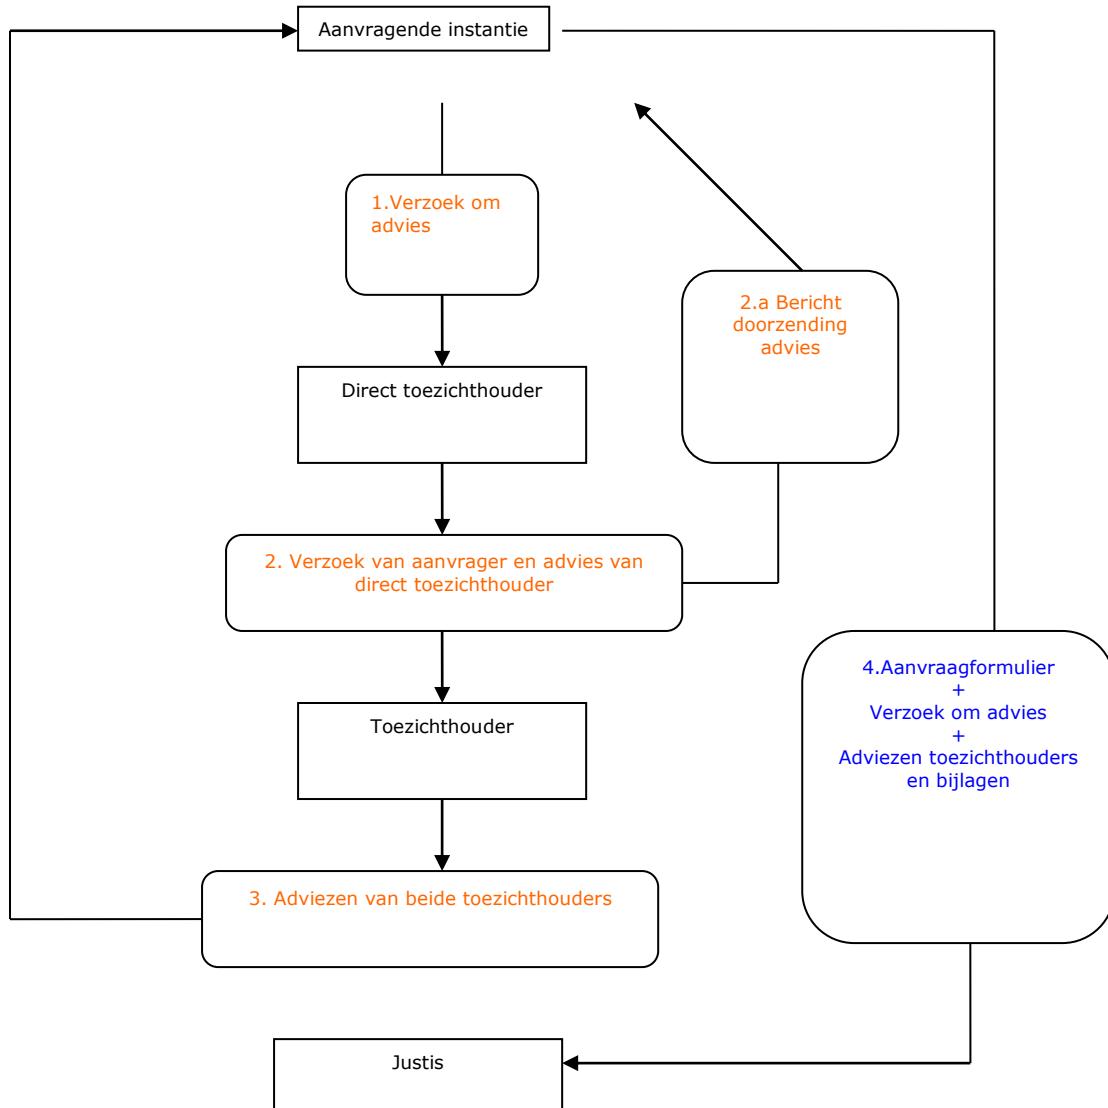 Aanvragende instantie
1.Verzoek om
advies
2.a Bericht
doorzending
advies
Direct toezichthouder
2. Verzoek van aanvrager en advies van
direct toezichthouder
4.Aanvraagformulier
+
Verzoek om advies
+
Adviezen toezichthouders
en bijlagen
Toezichthouder
3. Adviezen van beide toezichthouders
Justis